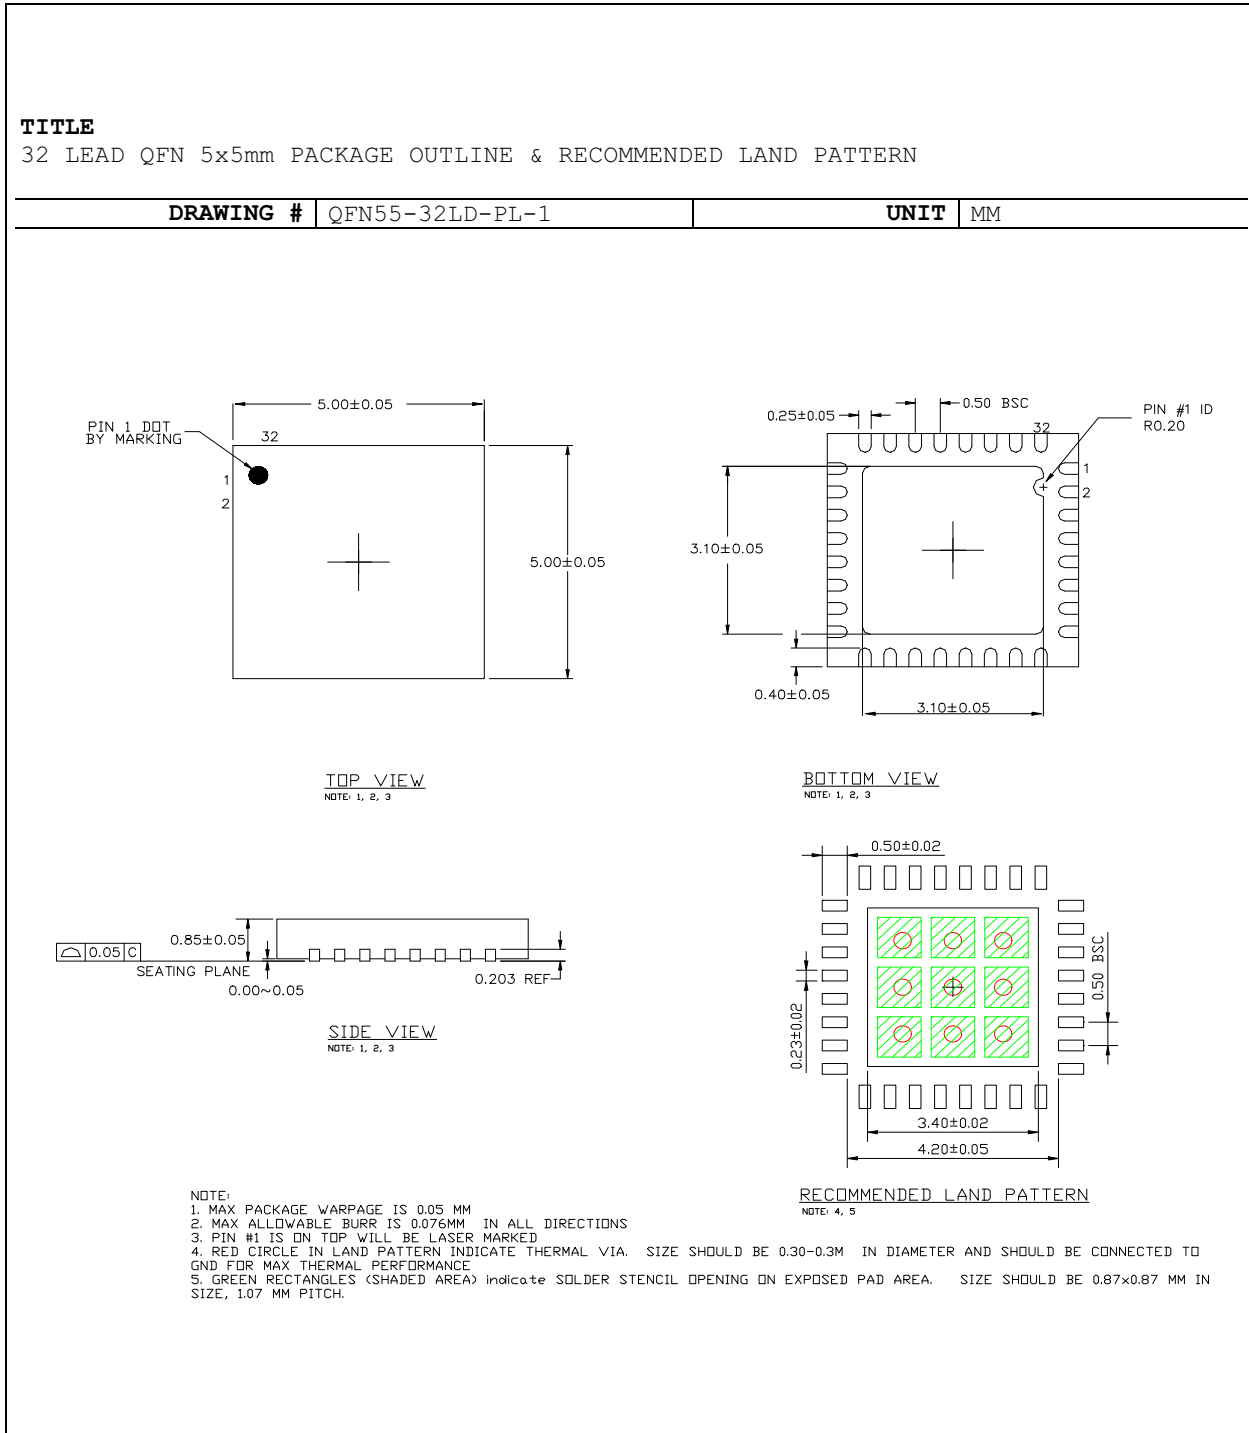 TITLE
32 LEAD QFN 5x5mm PACKAGE OUTLINE & RECOMMENDED LAND PATTERN
DRAWING # QFN55-32LD-PL-1 UNIT MM
5.00±0.05
PIN 1 DOT
BY MARKING
32
1
2
5.00±0.05
TOP VIEW
NOTE: 1, 2, 3
0.25±0.05
0.50 BSC
PIN #1 ID
R0.20
32
1
2
3.10±0.05
0.40±0.05
3.10±0.05
BOTTOM VIEW
NOTE: 1, 2, 3
0.85±0.05
0.05 C
SEATING PLANE
0.00~0.05
0.203 REF
SIDE VIEW
NOTE: 1, 2, 3
0.50±0.02
0.50 BSC
0.23±0.02
3.40±0.02
4.20±0.05
RECOMMENDED LAND PATTERN
NOTE: 4, 5
NOTE:
1. MAX PACKAGE WARPAGE IS 0.05 MM
2. MAX ALLOWABLE BURR IS 0.076MM IN ALL DIRECTIONS
3. PIN #1 IS ON TOP WILL BE LASER MARKED
4. RED CIRCLE IN LAND PATTERN INDICATE THERMAL VIA. SIZE SHOULD BE 0.30-0.3M IN DIAMETER AND SHOULD BE CONNECTED TO
GND FOR MAX THERMAL PERFORMANCE
5. GREEN RECTANGLES (SHADED AREA) indicate SOLDER STENCIL OPENING ON EXPOSED PAD AREA. SIZE SHOULD BE 0.87x0.87 MM IN
SIZE, 1.07 MM PITCH.